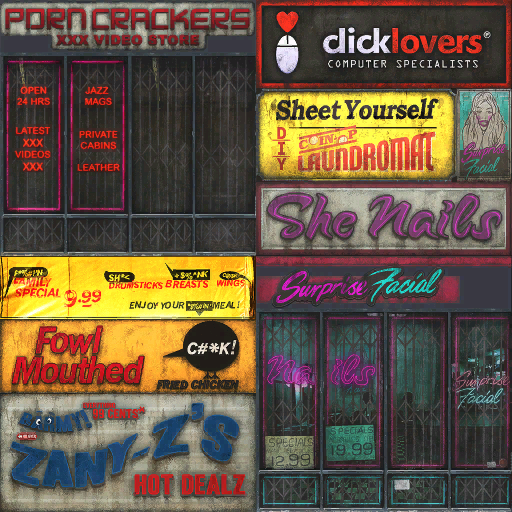 PORN CRACKERS
XXX VIDEO STORE
OPEN
24 HRS
LATEST
XXX
VIDEOS
XXX
JAZZ
MAGS
PRIVATE
CABINS
LEATHER
clicklovers®
COMPUTER SPECIALISTS
Sheet Yourself
DIY
COIN-OP
LAUNDROMAT
Surprise
Facial
She Nails
FAMILY
SPECIAL
9.99
SH*<
DRUMSTICKS
BREASTS
WINGS
ENJOY YOUR
MEAL!
Fowl
Mouthed
C#*K!
FRIED CHICKEN
ZANY-Z'S
HOT DEALZ
Surprise Facial
Nails
Surprise
Facial
SPECIALS
12.99
SPECIALS
19.99